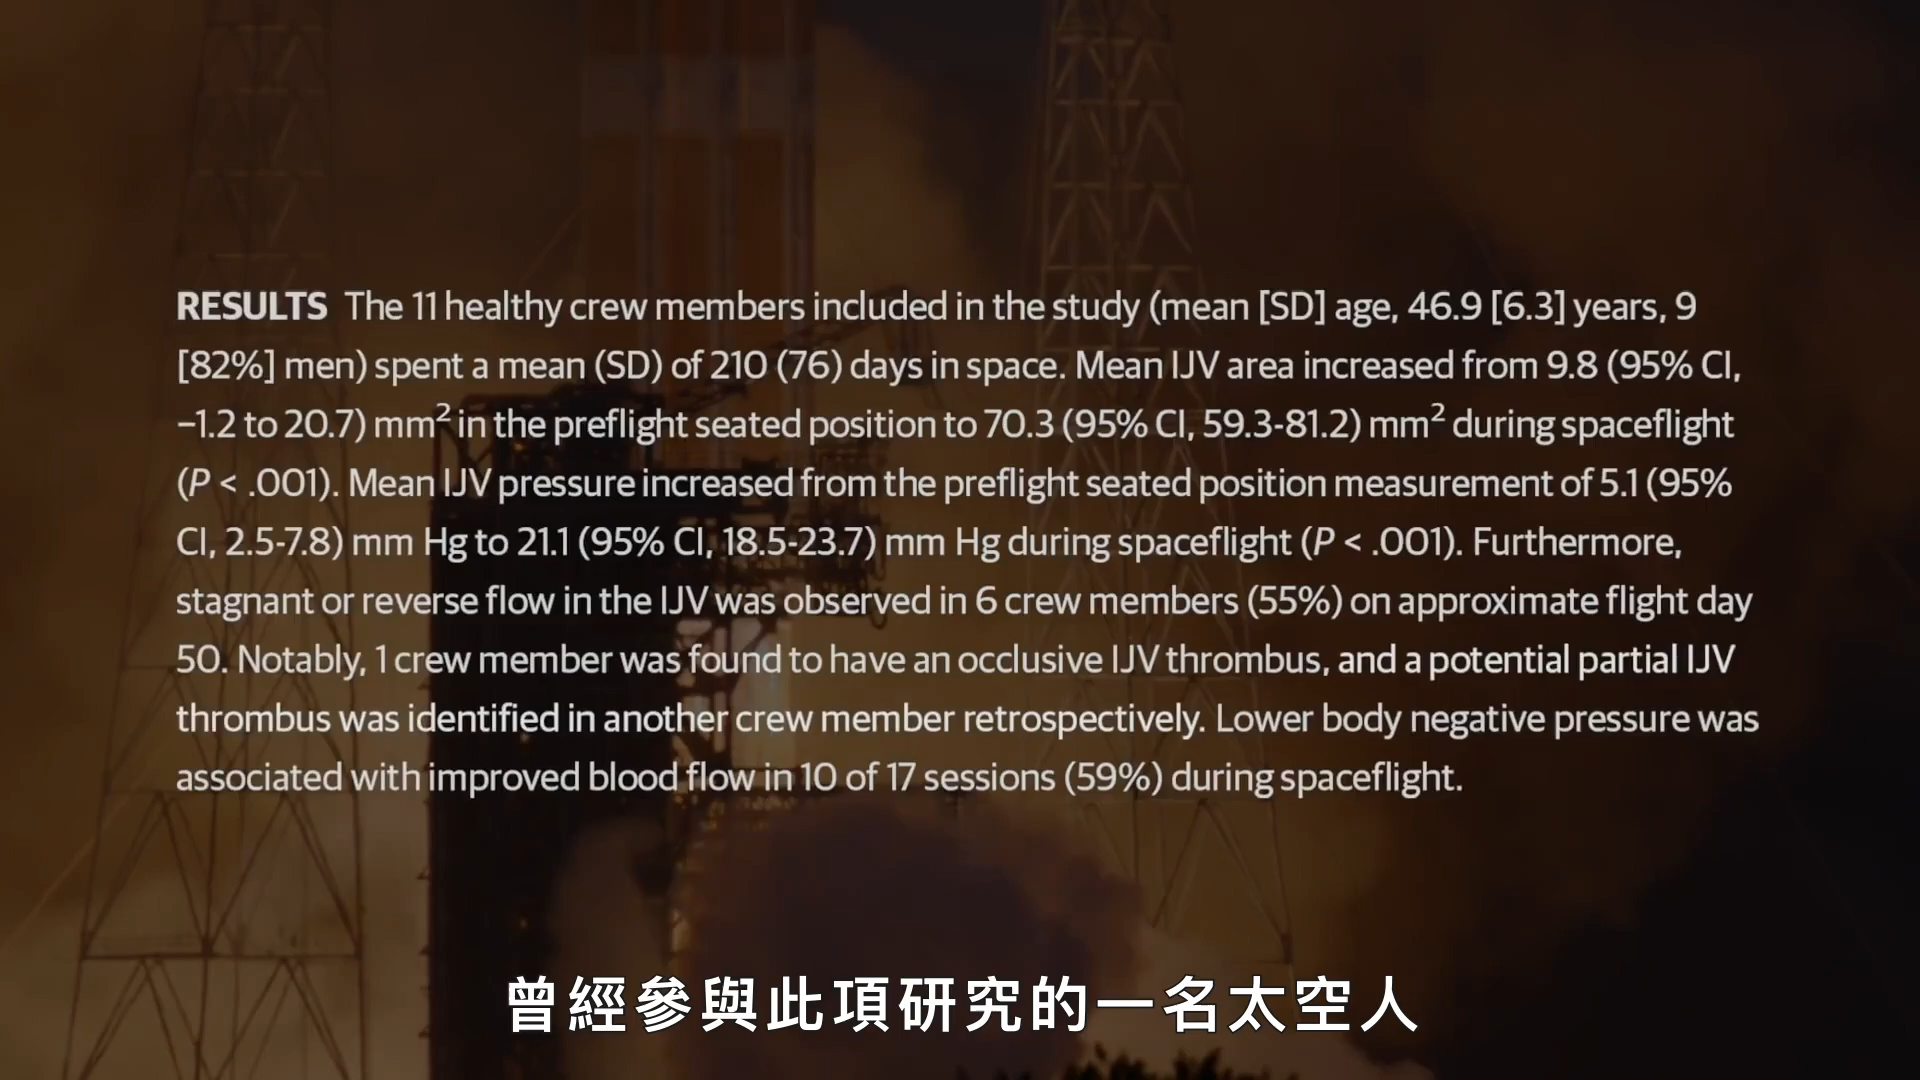 RESULTS The 11 healthy crew members included in the study (mean [SD] age, 46.9 [6.3] years, 9
[82%] men) spent a mean (SD) of 210 (76) days in space. Mean IJV area increased from 9.8 (95% CI,
−1.2 to 20.7) mm² in the preflight seated position to 70.3 (95% CI, 59.3-81.2) mm² during spaceflight
(P < .001). Mean IJV pressure increased from the preflight seated position measurement of 5.1 (95%
CI, 2.5-7.8) mm Hg to 21.1 (95% CI, 18.5-23.7) mm Hg during spaceflight (P < .001). Furthermore,
stagnant or reverse flow in the IJV was observed in 6 crew members (55%) on approximate flight day
50. Notably, 1 crew member was found to have an occlusive IJV thrombus, and a potential partial IJV
thrombus was identified in another crew member retrospectively. Lower body negative pressure was
associated with improved blood flow in 10 of 17 sessions (59%) during spaceflight.
曾經參與此項研究的一名太空人